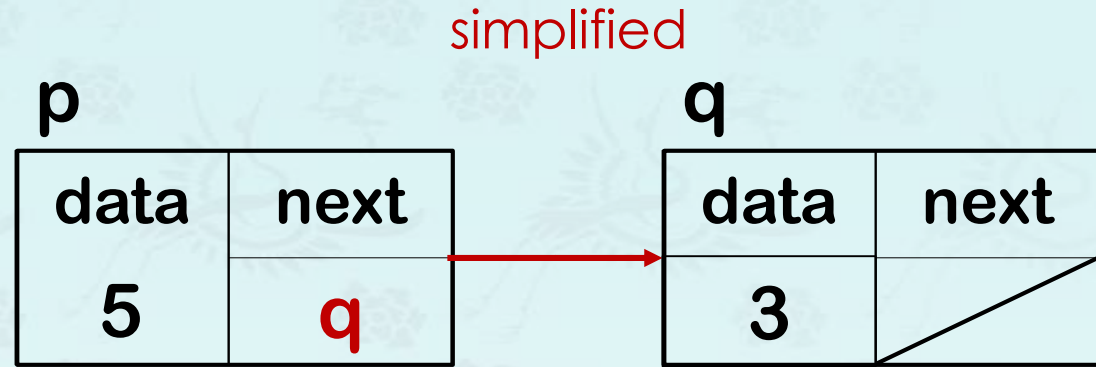 simplified
p q
data next data next
5 q 3